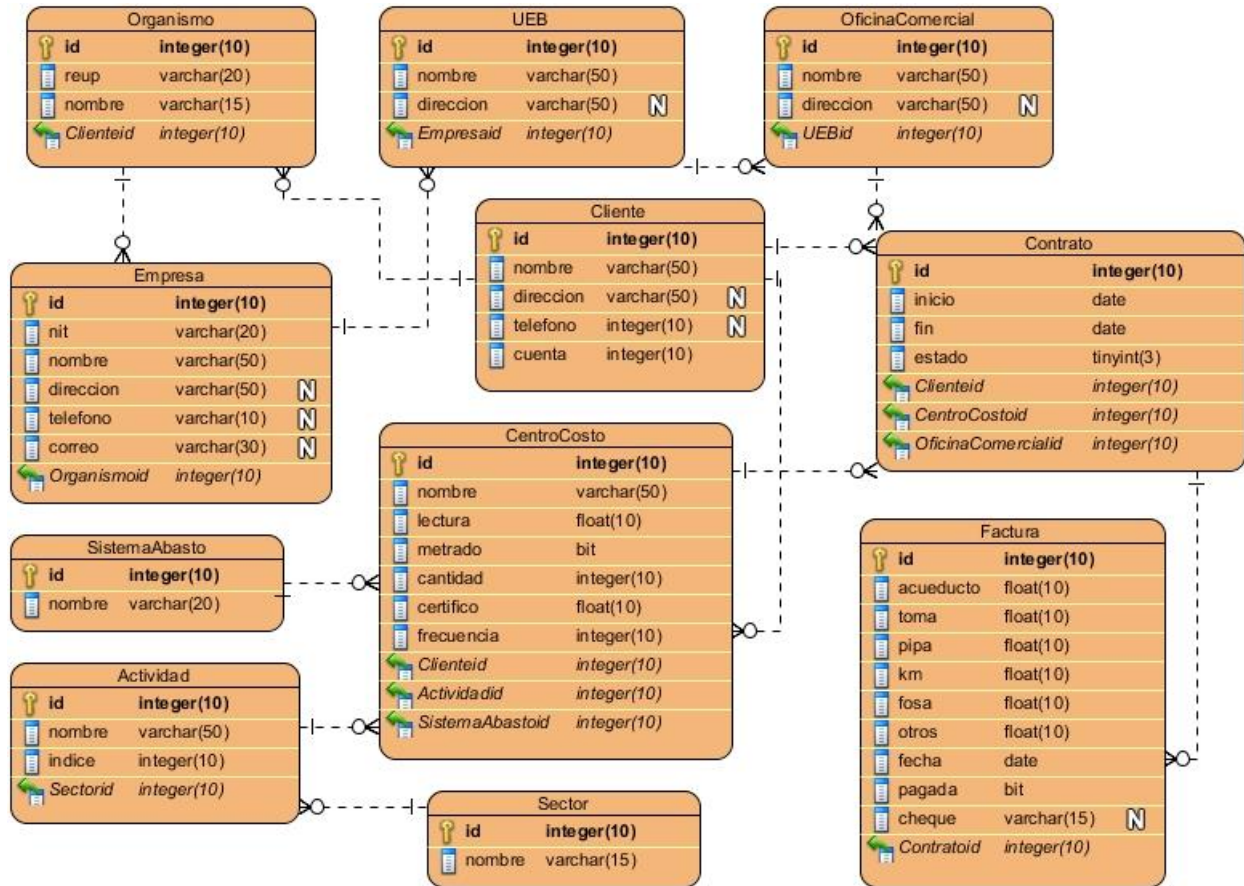 Organismo
id integer(10)
reup varchar(20)
nombre varchar(15)
Clienteid integer(10)
UEB
id integer(10)
nombre varchar(50)
direccion varchar(50) N
Empresaid integer(10)
OficinaComercial
id integer(10)
nombre varchar(50)
direccion varchar(50) N
UEBid integer(10)
Cliente
id integer(10)
nombre varchar(50)
direccion varchar(50) N
telefono integer(10) N
cuenta integer(10)
Contrato
id integer(10)
inicio date
fin date
estado tinyint(3)
Clienteid integer(10)
CentroCostoid integer(10)
OficinaComercialid integer(10)
Empresa
id integer(10)
nit varchar(20)
nombre varchar(50)
direccion varchar(50) N
telefono varchar(10) N
correo varchar(30) N
Organismoid integer(10)
CentroCosto
id integer(10)
nombre varchar(50)
lectura float(10)
metrado bit
cantidad integer(10)
certifico float(10)
frecuencia integer(10)
Clienteid integer(10)
Actividadid integer(10)
SistemaAbastoid integer(10)
SistemaAbasto
id integer(10)
nombre varchar(20)
Factura
id integer(10)
acueducto float(10)
toma float(10)
pipa float(10)
km float(10)
fosa float(10)
otros float(10)
fecha date
pagada bit
cheque varchar(15) N
Contratoid integer(10)
Actividad
id integer(10)
nombre varchar(50)
indice integer(10)
Sectorid integer(10)
Sector
id integer(10)
nombre varchar(15)